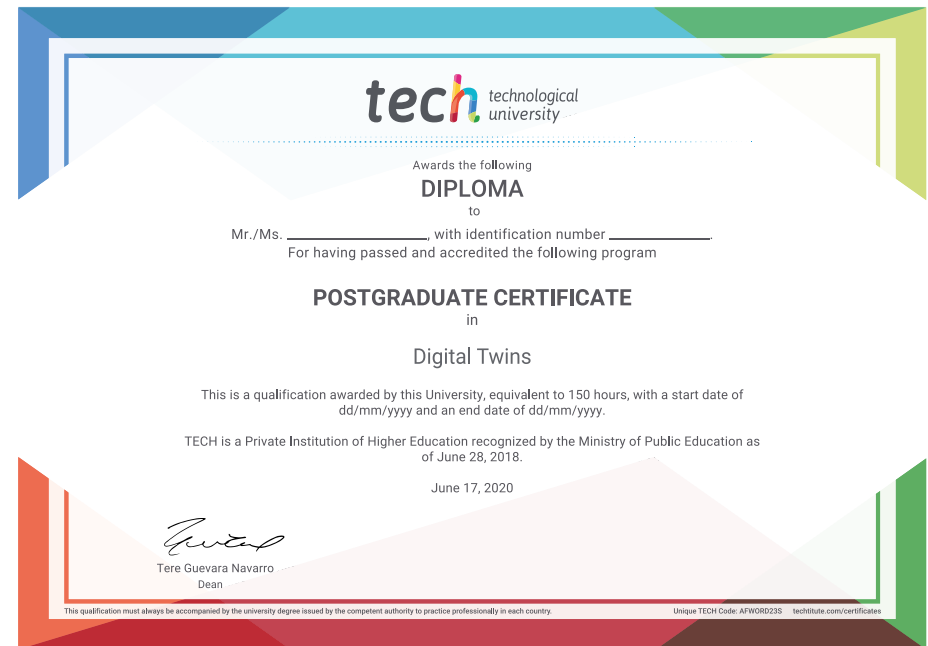 tech technological
university
Awards the following
DIPLOMA
to
Mr./Ms. ____________________, with identification number ______________.
For having passed and accredited the following program
POSTGRADUATE CERTIFICATE
in
Digital Twins
This is a qualification awarded by this University, equivalent to 150 hours, with a start date of
dd/mm/yyyy and an end date of dd/mm/yyyy.
TECH is a Private Institution of Higher Education recognized by the Ministry of Public Education as
of June 28, 2018.
June 17, 2020
Tere Guevara Navarro
Dean
This qualification must always be accompanied by the university degree issued by the competent authority to practice professionally in each country.
Unique TECH Code: AFWORD23S techtitute.com/certificates